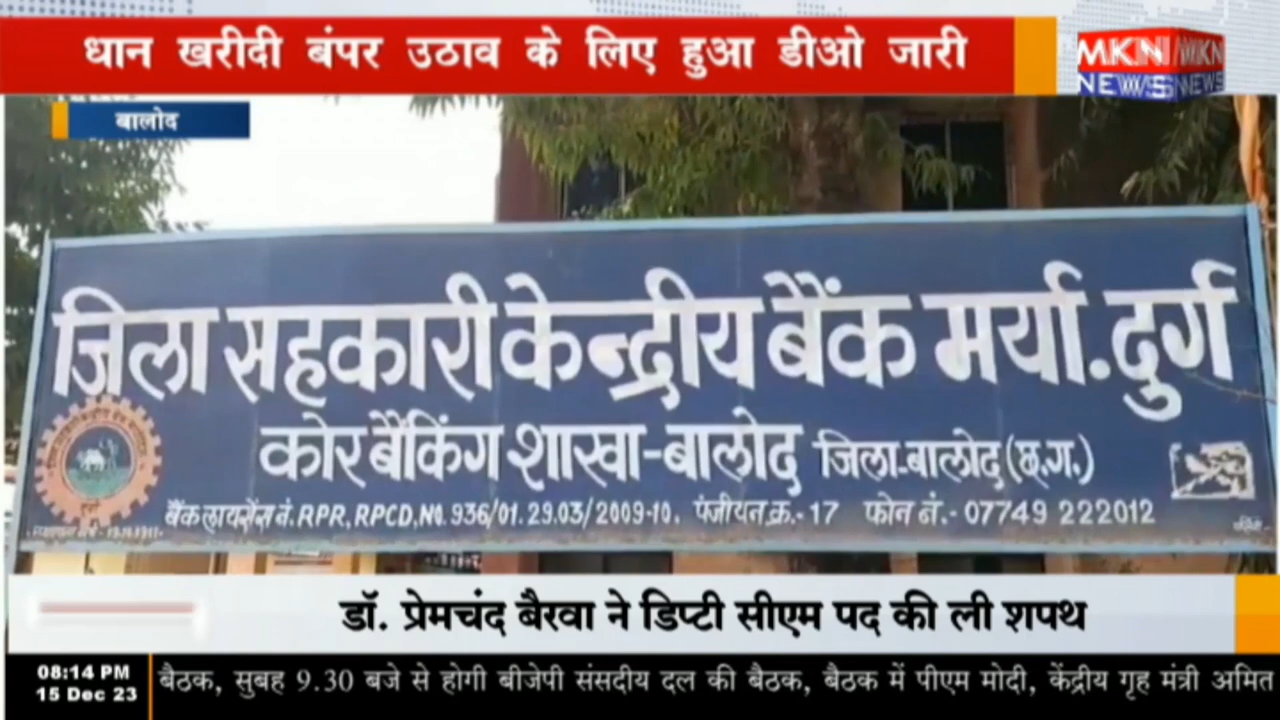 धान खरीदी बंपर उठाव के लिए हुआ डीओ जारी
MKN NEWS
बालोद
जिला सहकारी केन्द्रीय बैंक मर्या. दुर्ग
कोर बैंकिंग शाखा-बालोद जिला-बालोद (छ.ग.)
बैंक लायसेंस नं. RPR, RPCD, NO. 936/01.29.03/2009-10. पंजीयन क्र.- 17 फोन नं.- 07749 222012
डॉ. प्रेमचंद बैरवा ने डिप्टी सीएम पद की ली शपथ
08:14 PM
15 Dec 23
बैठक, सुबह 9.30 बजे से होगी बीजेपी संसदीय दल की बैठक, बैठक में पीएम मोदी, केंद्रीय गृह मंत्री अमित